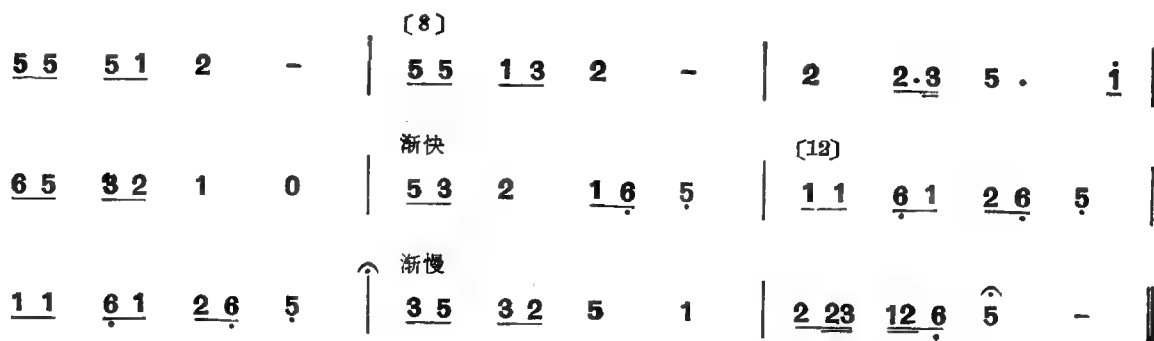 〔8〕
5 5 5 1 2 - | 5 5 1 3 2 - | 2 2·3 5· i̇ |
渐快 〔12〕
6 5 3 2 1 0 | 5 3 2 1 6̣ 5̣ | 1 1 6̣ 1 2 6̣ 5̣ |
渐慢
1 1 6̣ 1 2 6̣ 5̣ | 3 5 3 2 5 1 | 2 23 12 6̣ 5 - ‖